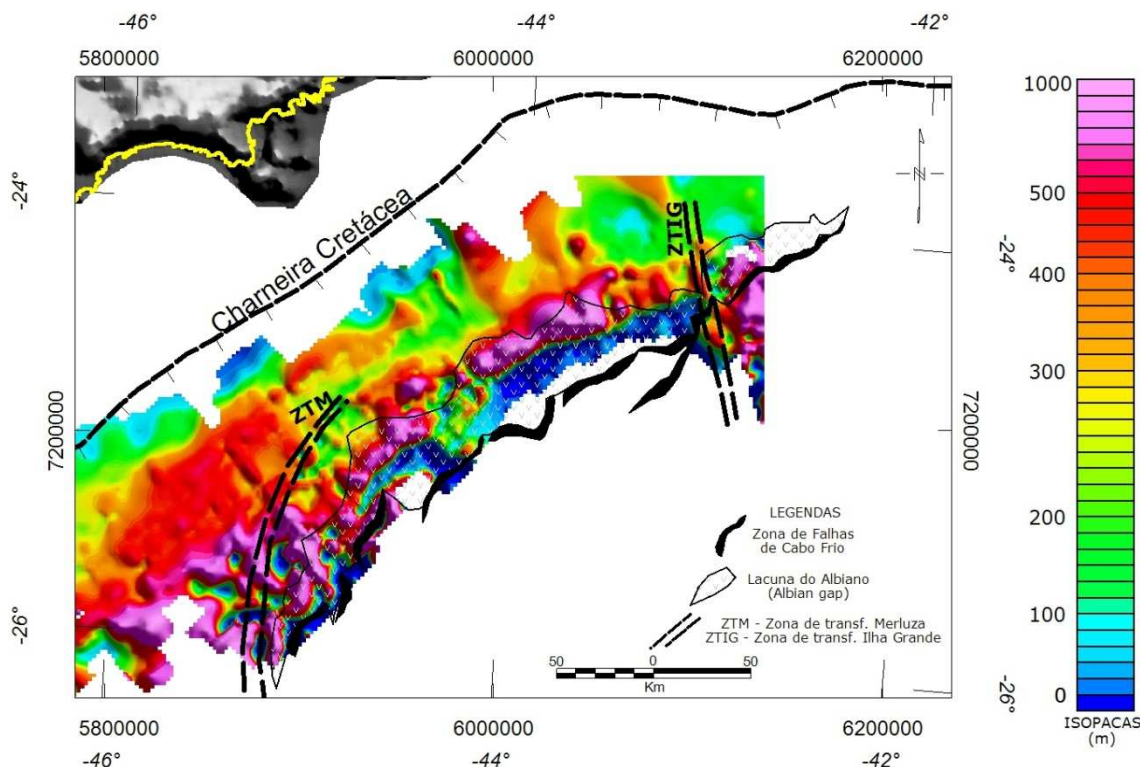 -46°
-44°
-42°
5800000
6000000
6200000
1000
500
400
300
200
100
0
ISOPACAS
(m)
-24°
-24°
N
Charneira Cretácea
ZTIG
ZTM
7200000
7200000
LEGENDAS
Zona de Falhas
de Cabo Frio
Lacuna do Albiano
(Albian gap)
ZTM - Zona de transf. Merluza
ZTIG - Zona de transf. Ilha Grande
50
0
50
Km
-26°
-26°
5800000
6000000
6200000
-46°
-44°
-42°